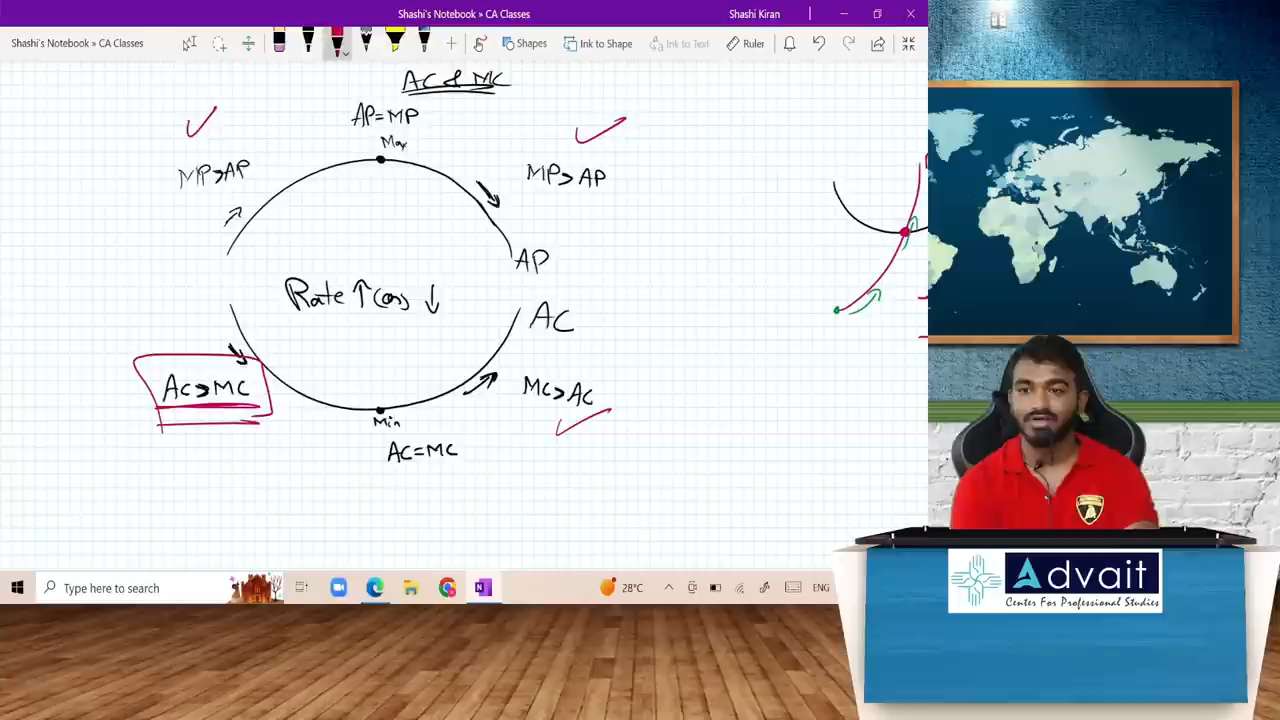 Shashi's Notebook » CA Classes
Shashi Kiran
Shashi's Notebook » CA Classes
Shapes
Ink to Shape
Ink to Text
Ruler
AC & MC
AP=MP
Max
MP>AP
MP>AP
AP
Rate ↑ Cons ↓
AC
AC>MC
MC>AC
Min
AC=MC
Type here to search
28°C
ENG
Advait
Center For Professional Studies